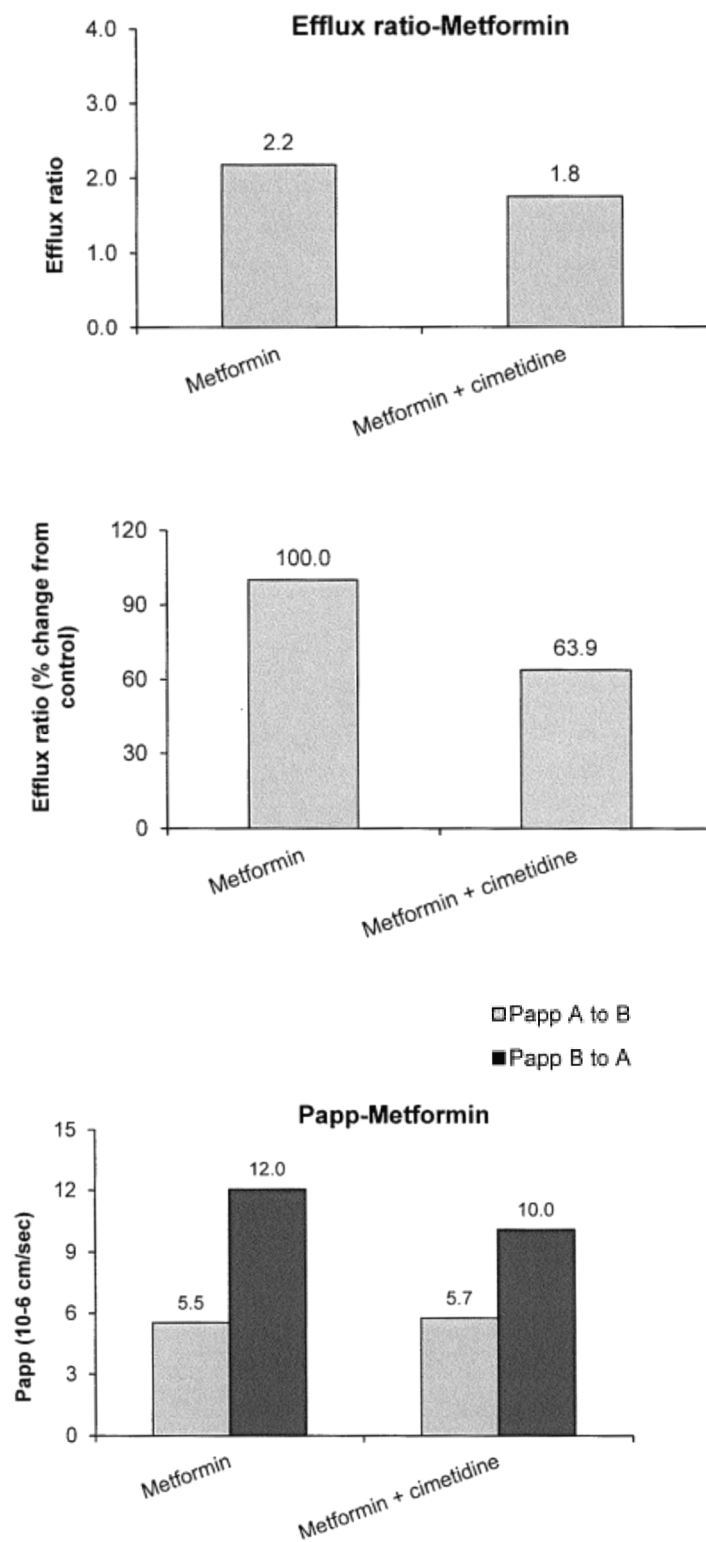 Efflux ratio-Metformin
4.0
3.0
2.0
1.0
0.0
Efflux ratio
2.2
1.8
Metformin
Metformin + cimetidine
120
90
60
30
0
Efflux ratio (% change from
control)
100.0
63.9
Metformin
Metformin + cimetidine
Papp A to B
Papp B to A
Papp-Metformin
15
12
9
6
3
0
Papp (10-6 cm/sec)
5.5
12.0
5.7
10.0
Metformin
Metformin + cimetidine